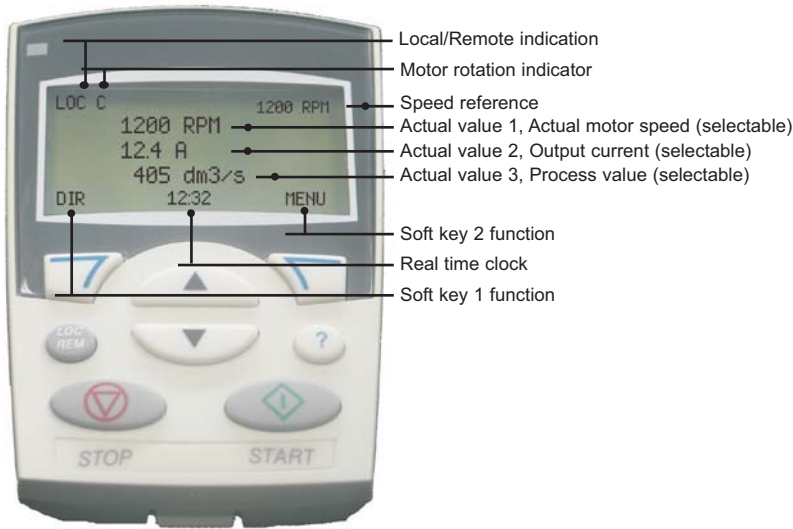 Local/Remote indication
Motor rotation indicator
LOC C
1200 RPM
Speed reference
1200 RPM
Actual value 1, Actual motor speed (selectable)
12.4 A
Actual value 2, Output current (selectable)
405 dm3/s
Actual value 3, Process value (selectable)
DIR
12:32
MENU
Soft key 2 function
Real time clock
Soft key 1 function
LOC
REM
?
STOP
START